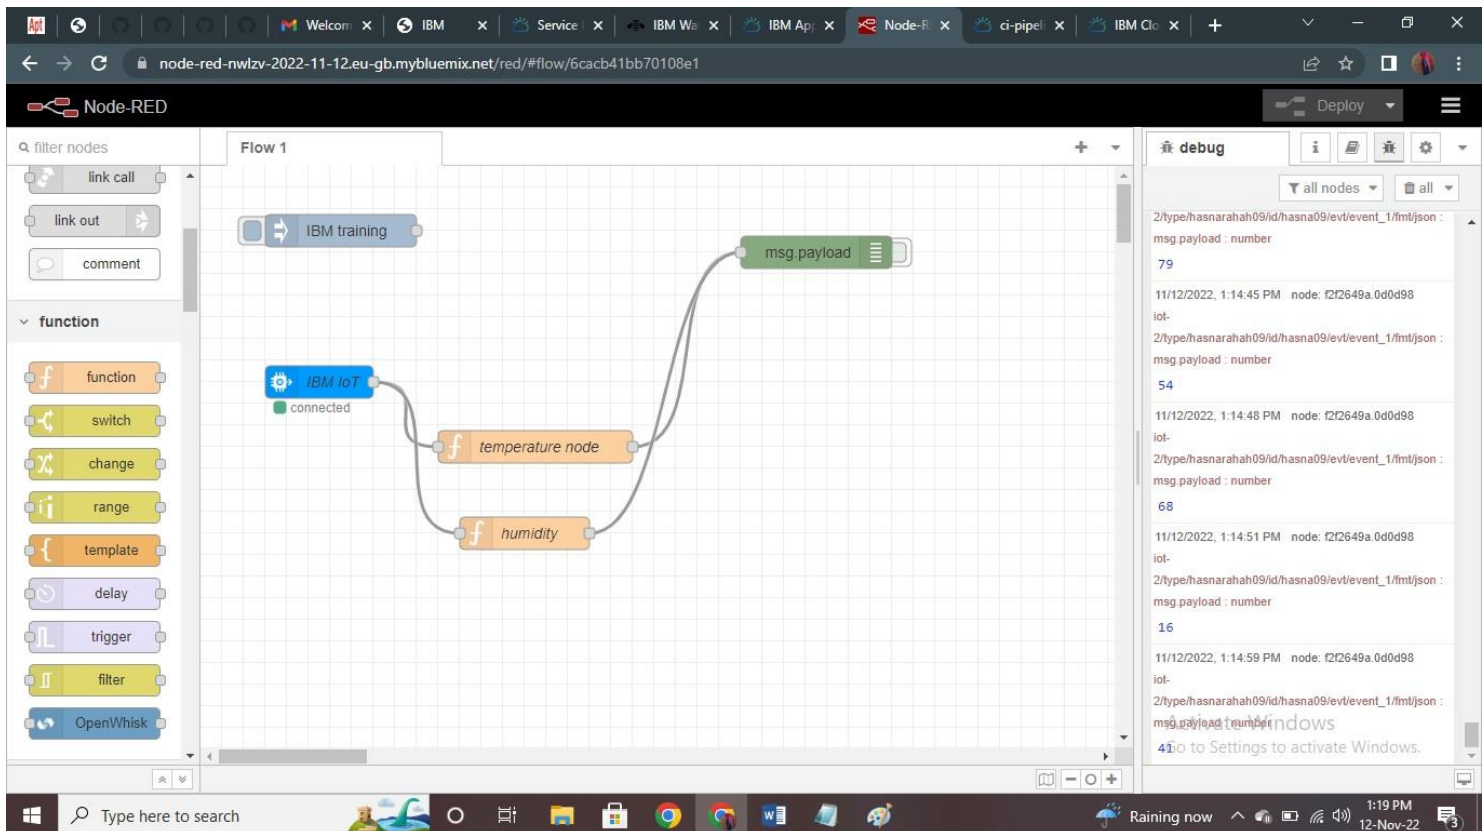 Apt
Welcom
IBM
Service
IBM Wa
IBM Ap
Node-R
ci-pipel
IBM Clo
node-red-nwlzv-2022-11-12.eu-gb.mybluemix.net/red/#flow/6cacb41bb70108e1
Node-RED
Deploy
filter nodes
Flow 1
debug
i
all nodes
all
link call
link out
comment
function
function
switch
change
range
template
delay
trigger
filter
OpenWhisk
IBM training
msg.payload
IBM IoT
connected
temperature node
humidity
2/type/hasnarahah09/id/hasna09/evt/event_1/fmt/json :
msg.payload : number
79
11/12/2022, 1:14:45 PM node: f2f2649a.0d0d98
iot-
2/type/hasnarahah09/id/hasna09/evt/event_1/fmt/json :
msg.payload : number
54
11/12/2022, 1:14:48 PM node: f2f2649a.0d0d98
iot-
2/type/hasnarahah09/id/hasna09/evt/event_1/fmt/json :
msg.payload : number
68
11/12/2022, 1:14:51 PM node: f2f2649a.0d0d98
iot-
2/type/hasnarahah09/id/hasna09/evt/event_1/fmt/json :
msg.payload : number
16
11/12/2022, 1:14:59 PM node: f2f2649a.0d0d98
iot-
2/type/hasnarahah09/id/hasna09/evt/event_1/fmt/json :
msg.payload : number
41
Activate Windows
Go to Settings to activate Windows.
Type here to search
Raining now
1:19 PM
12-Nov-22
3